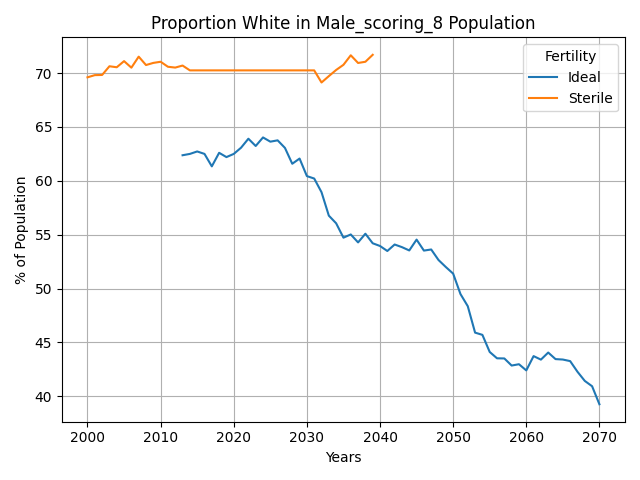 Proportion White in Male_scoring_8 Population
% of Population
70
65
60
55
50
45
40
Fertility
Ideal
Sterile
2000 2010 2020 2030 2040 2050 2060 2070
Years